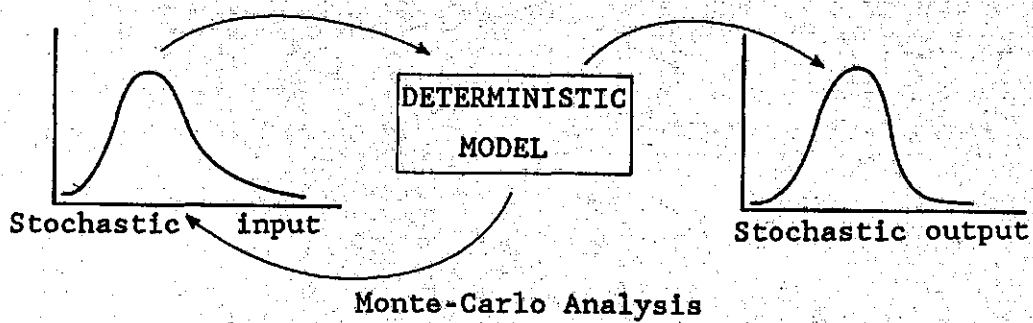 DETERMINISTIC
MODEL
Stochastic input
Stochastic output
Monte-Carlo Analysis